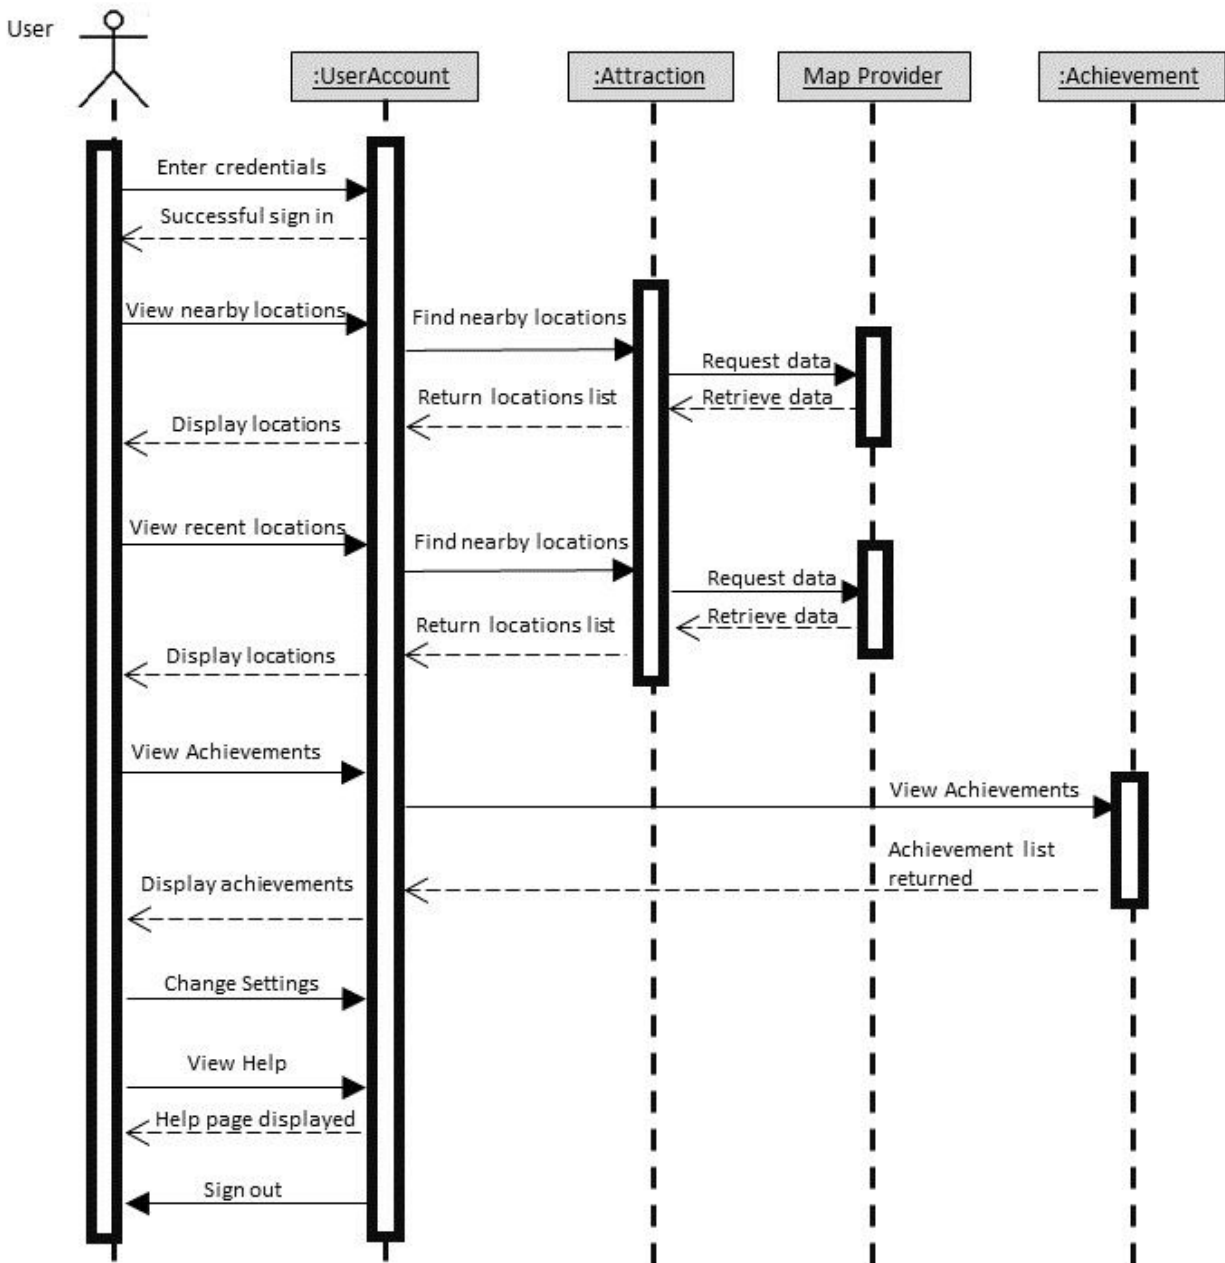 User
:UserAccount
:Attraction
Map Provider
:Achievement
Enter credentials
Successful sign in
View nearby locations
Find nearby locations
Request data
Retrieve data
Return locations list
Display locations
View recent locations
Find nearby locations
Request data
Retrieve data
Return locations list
Display locations
View Achievements
View Achievements
Achievement list
returned
Display achievements
Change Settings
View Help
Help page displayed
Sign out